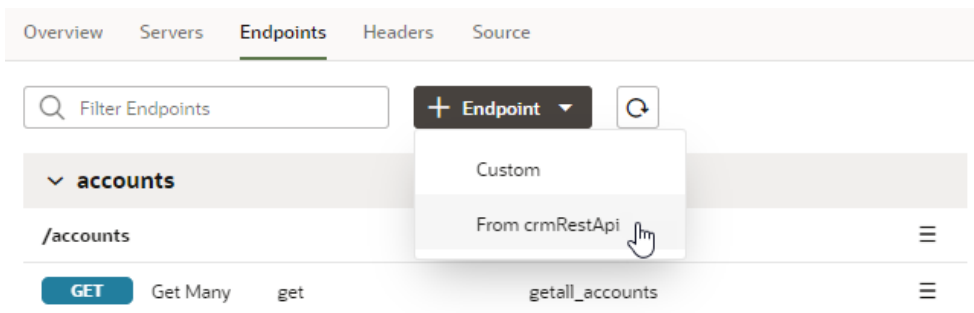 Overview Servers Endpoints Headers Source
Filter Endpoints + Endpoint
Custom
accounts
From crmRestApi
/accounts
GET Get Many get getall_accounts